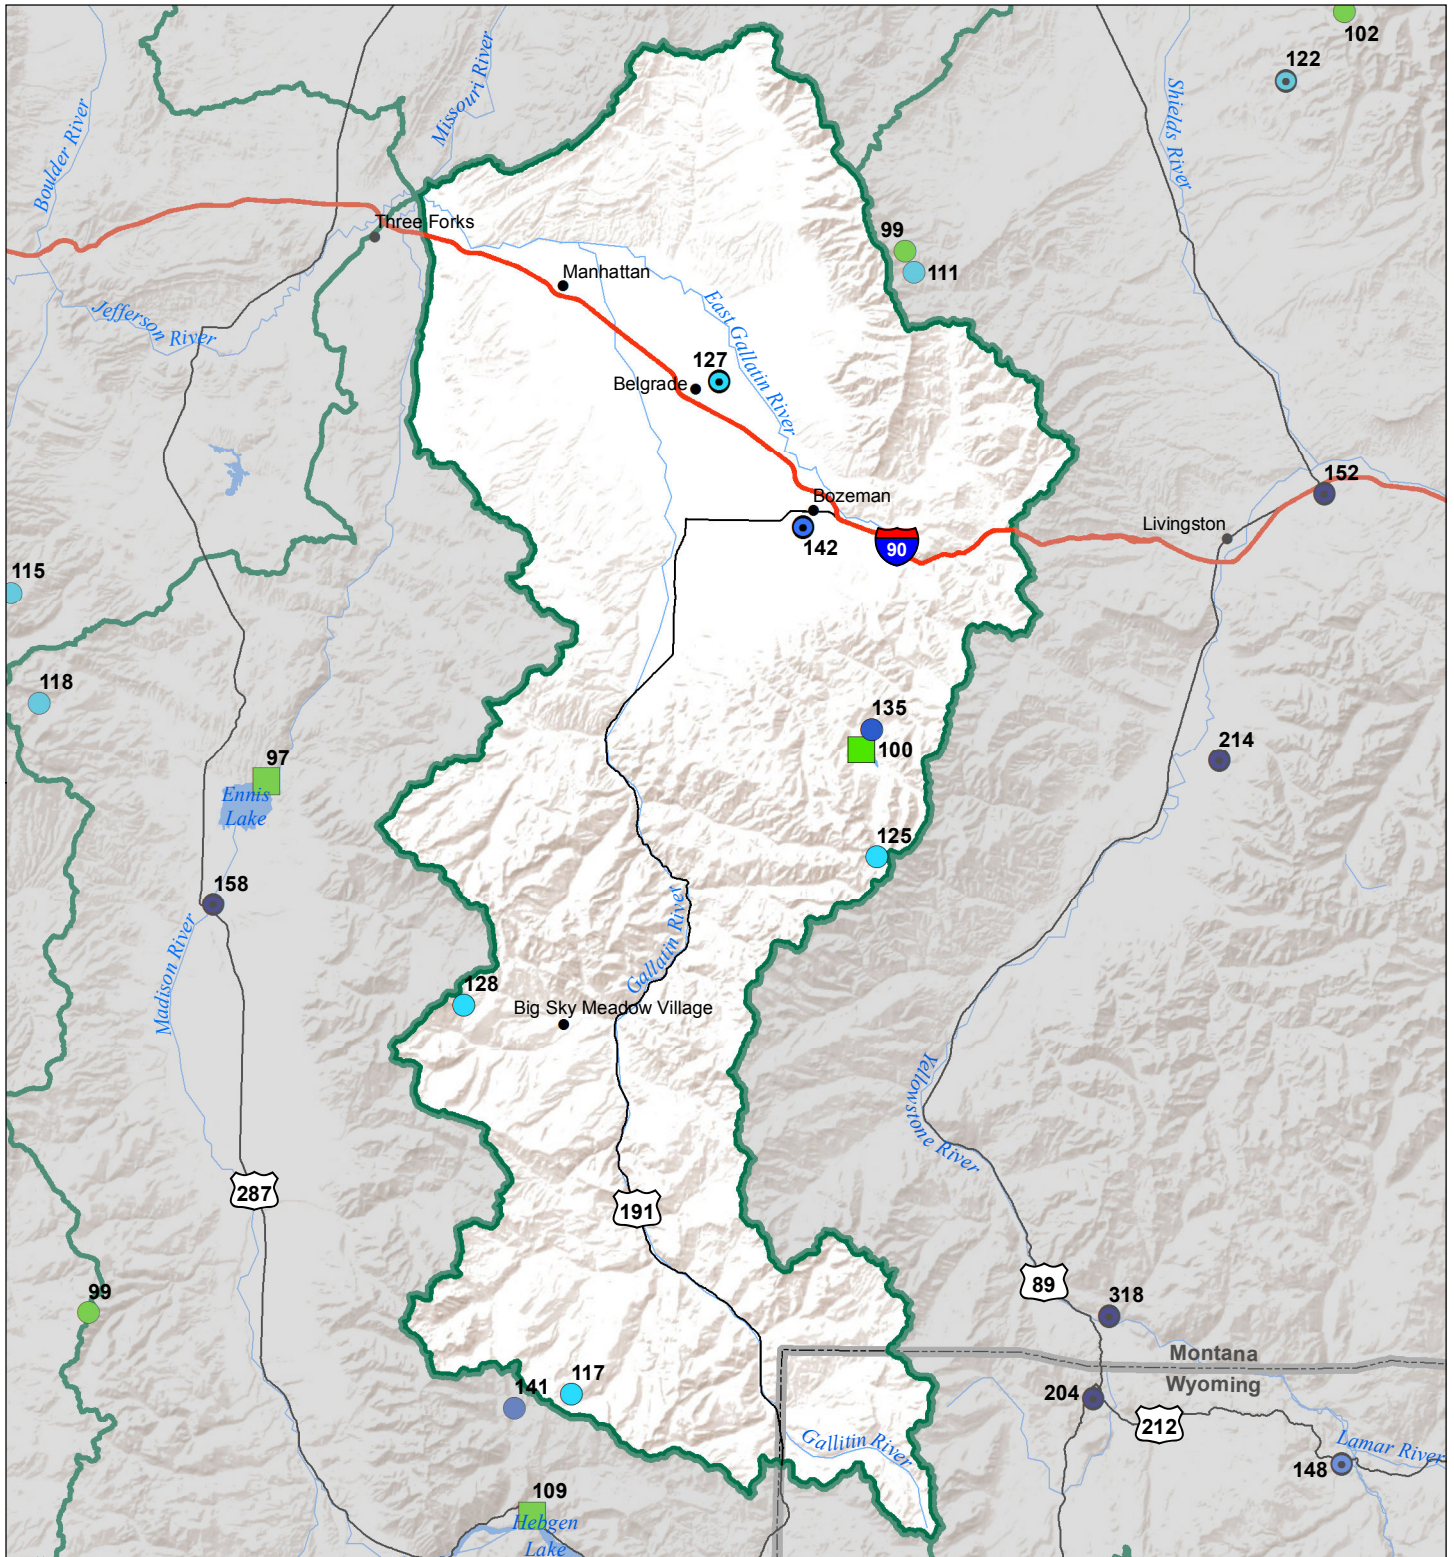 102
122
Missouri River
Boulder River
Shields River
Three Forks
99
111
Manhattan
Jefferson River
East Gallatin River
127
Belgrade
152
Bozeman
Livingston
142
90
115
118
135
100
214
97
Ennis
Lake
125
158
Madison River
Gallatin River
128
Big Sky Meadow Village
Yellowstone River
287
191
89
318
99
Montana
Wyoming
117
141
204
212
Gallitin River
Lamar River
148
109
Hebgen
Lake